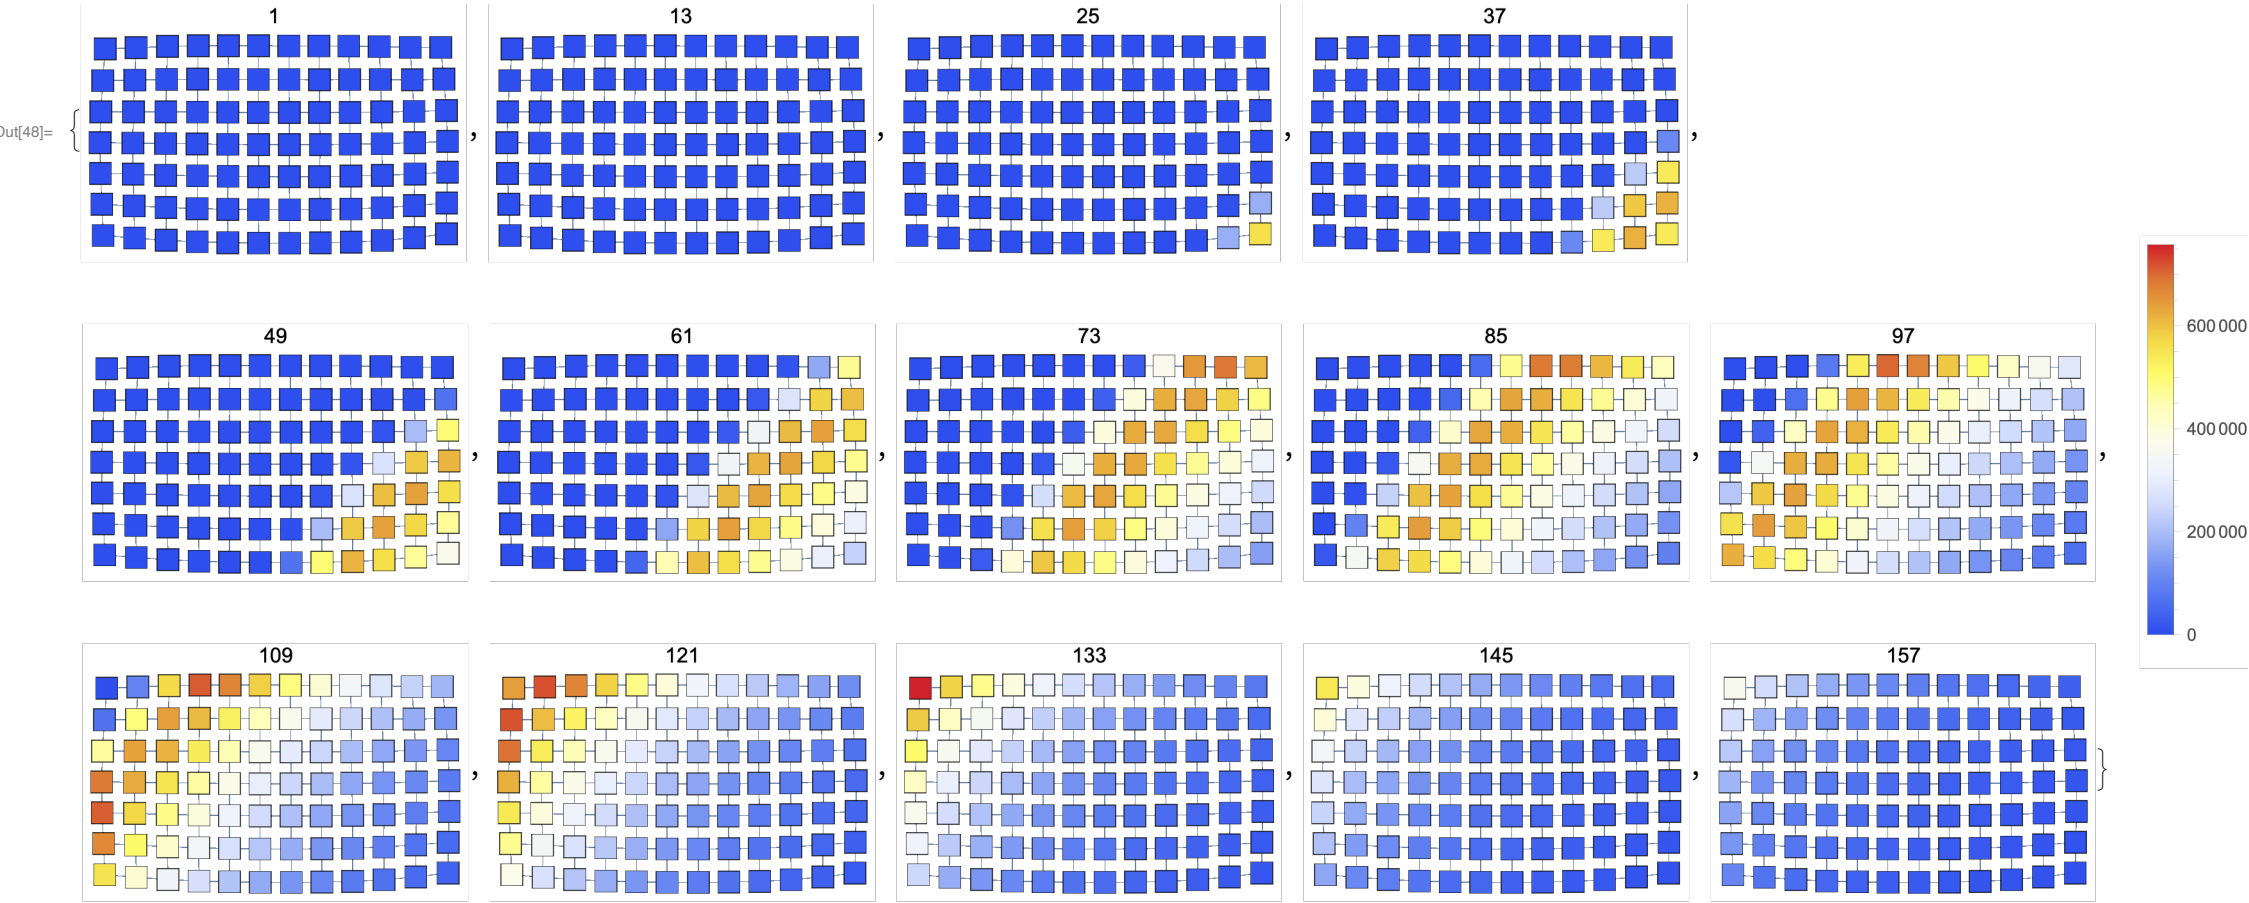 1 13 25 37
Out[48]= { , , , ,
49 61 73 85 97
, , , , ,
600 000
400 000
200 000
0
109 121 133 145 157
, , , , }